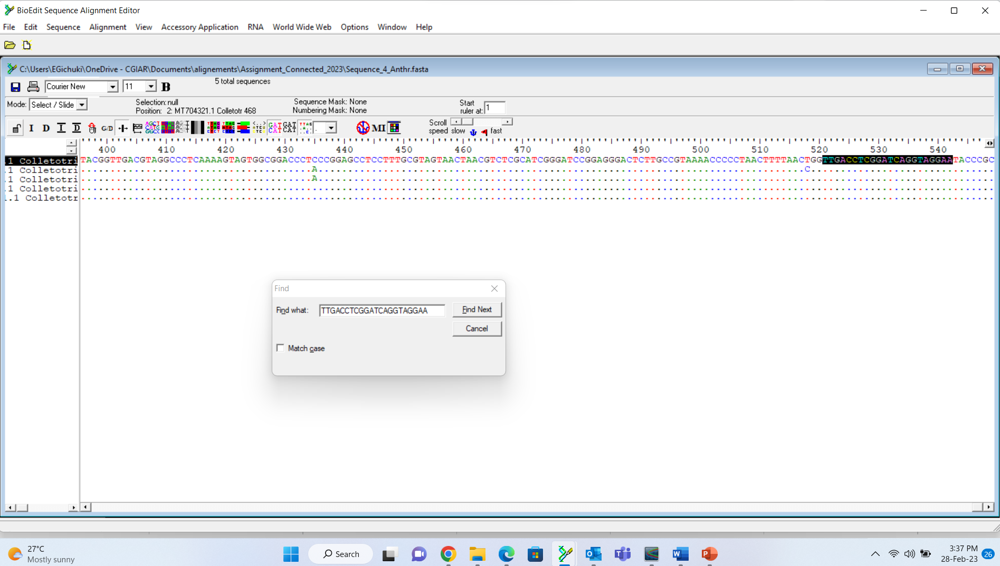 BioEdit Sequence Alignment Editor
File Edit Sequence Alignment View Accessory Application RNA World Wide Web Options Window Help
C:\Users\EGichuki\OneDrive - CGIAR\Documents\alignements\Assignment_Connected_2023\Sequence_4_Anthr.fasta
Courier New 11 B 5 total sequences
Mode: Select / Slide Selection: null Sequence Mask: None Start
Position: 2: MT704321.1 Colletotr 468 Numbering Mask: None ruler at: 1
I D I D G/D MI Scroll
speed slow fast
400 410 420 430 440 450 460 470 480 490 500 510 520 530 540
.1 Colletotri TACGGTTGACGTAGGCCCTCAAAAGTAGTGGCGGACCCTCCCGGAGCCTCCTTTGCGTAGTAACTAACGTCTCGCATCGGGATCCGGAGGGACTCTTGCCGTAAAACCCCCTAACTTTTAACTGGTTGACCTCGGATCAGGTAGGAATACCCGC
.1 Colletotri A C
.1 Colletotri A
.1 Colletotri
1.1 Colletotr
Find
Find what: TTGACCTCGGATCAGGTAGGAA Find Next
Cancel
Match case
27°C
Mostly sunny
Search
3:37 PM
28-Feb-23 26